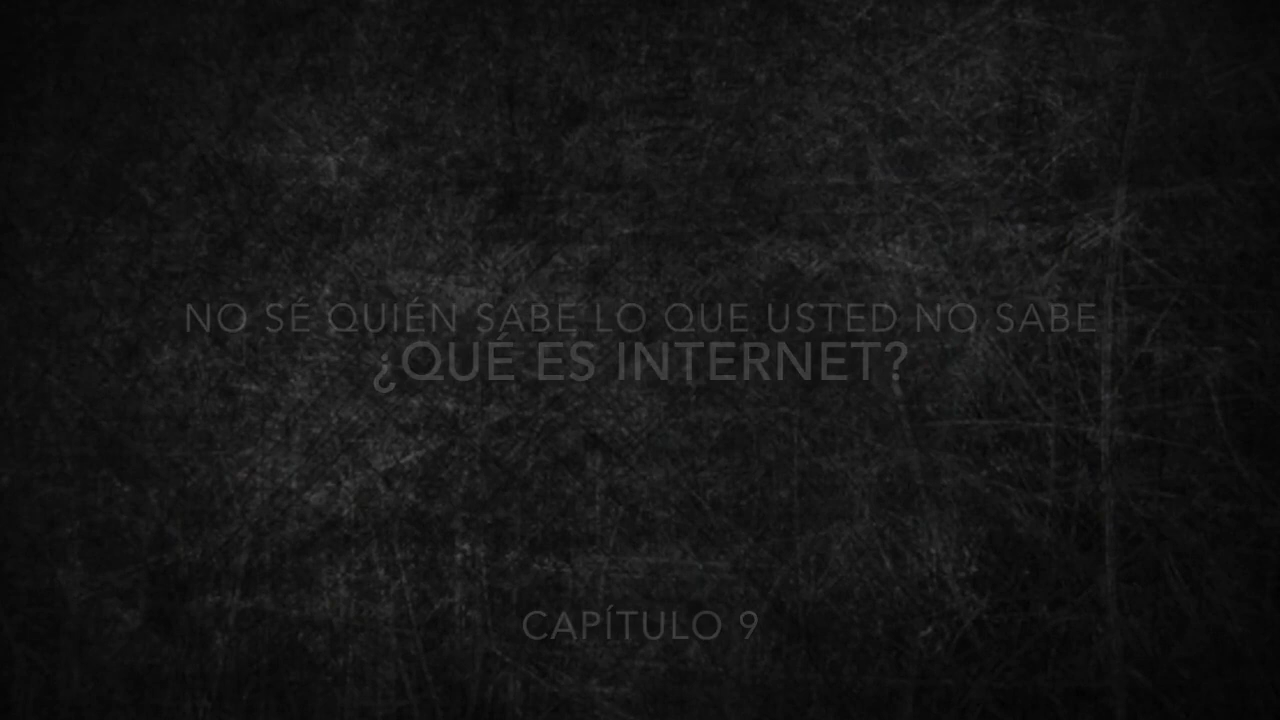 NO SÉ QUIÉN SABE LO QUE USTED NO SABE
¿QUÉ ES INTERNET?
CAPÍTULO 9